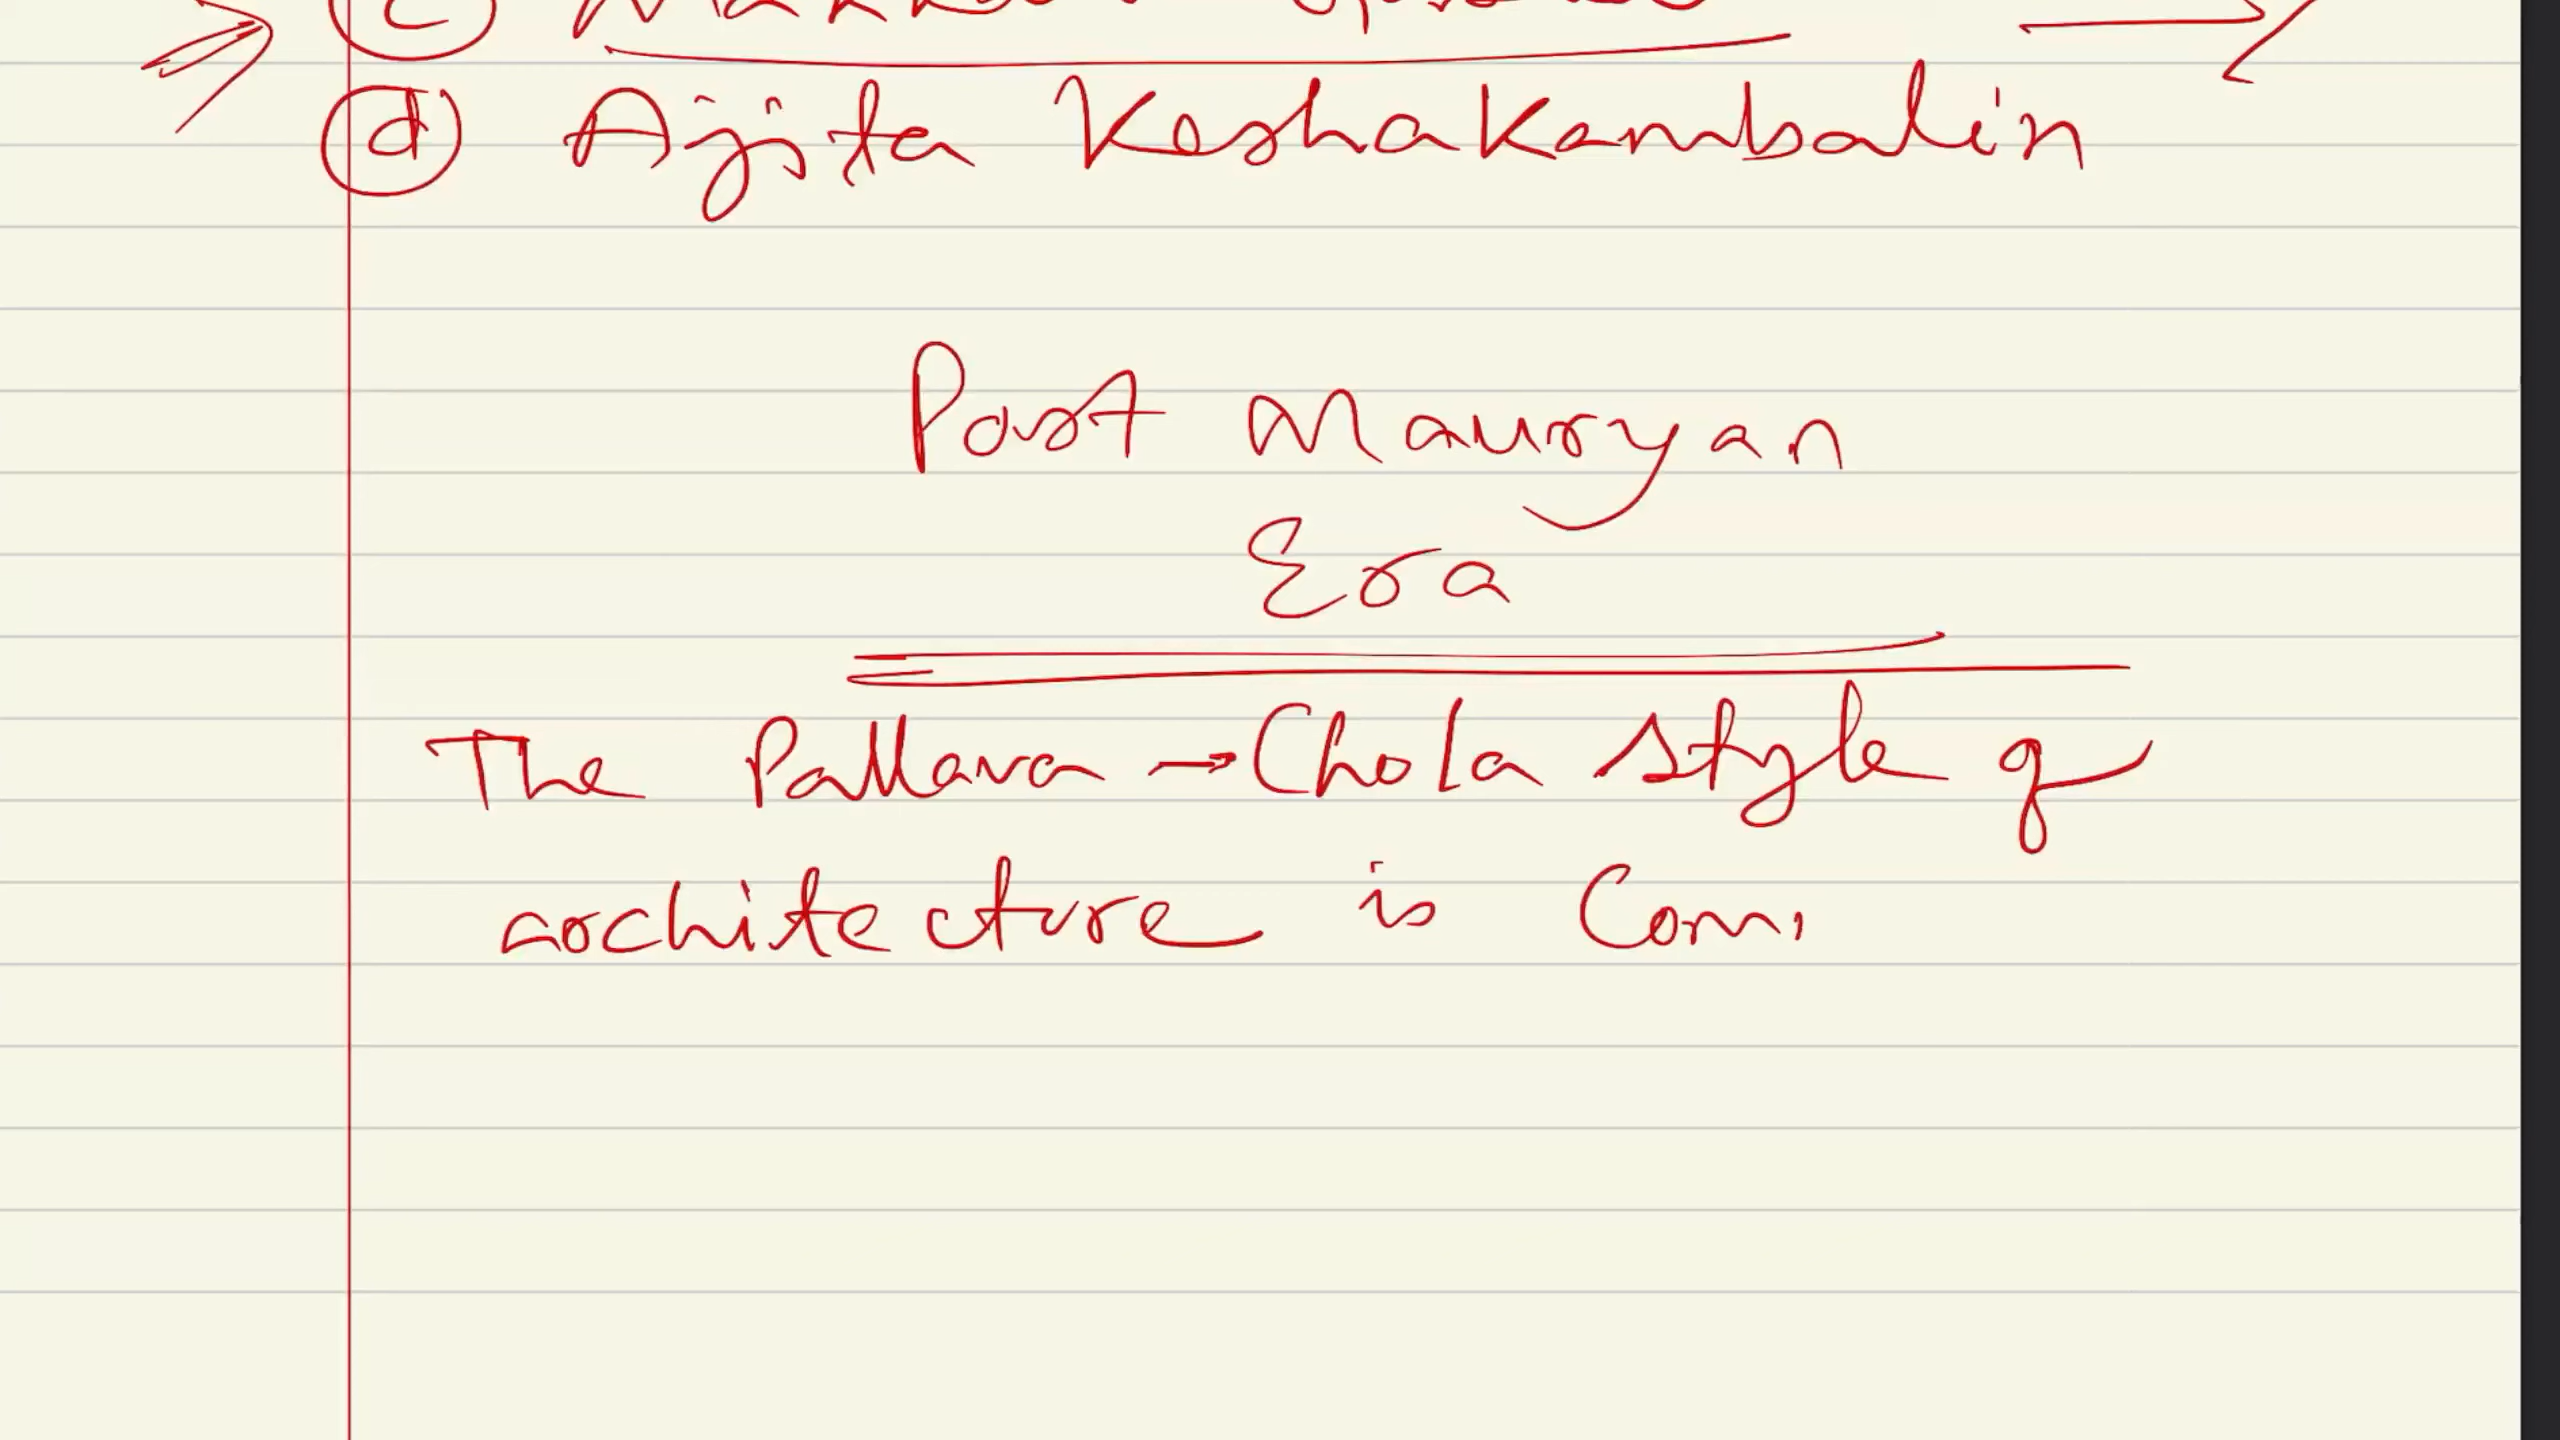 (c)
(d) Ajita Keshakambalin
Post Mauryan
Era
The Pallava → Chola Style of
architecture is Com